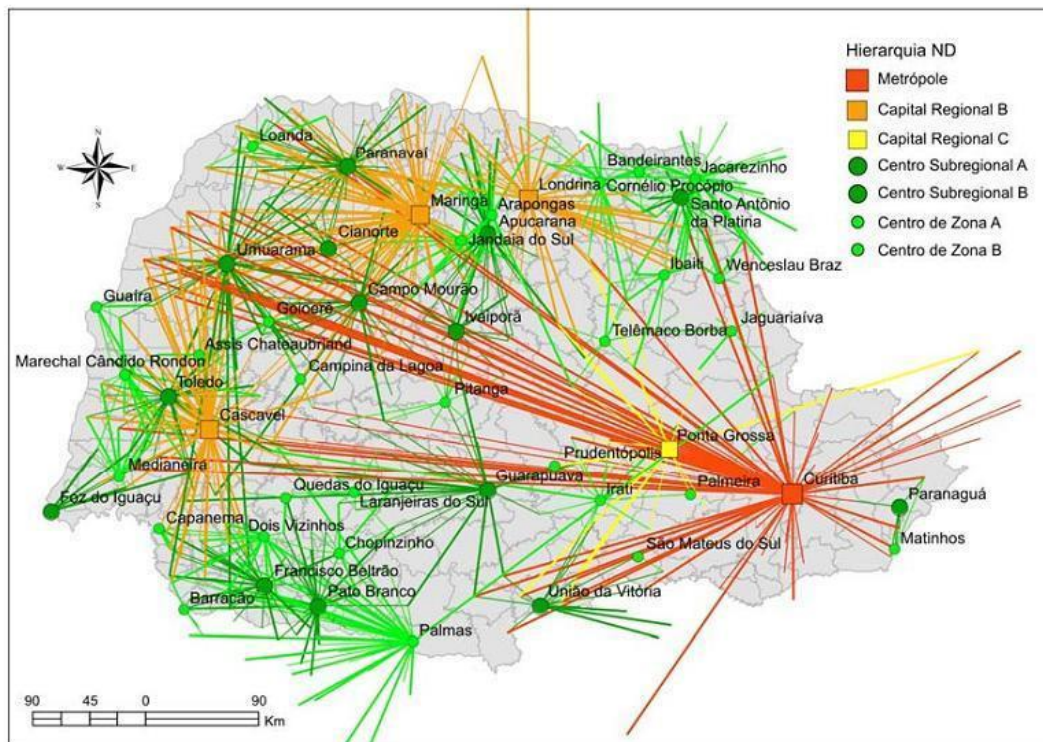 Hierarquia ND
Metrópole
Capital Regional B
Capital Regional C
Centro Subregional A
Centro Subregional B
Centro de Zona A
Centro de Zona B
N
W
E
S
Loanda
Paranavaí
Bandeirantes
Jacarezinho
Londrina
Cornélio Procópio
Maringá
Arapongas
Santo Antônio
da Platina
Apucarana
Cianorte
Jandaia do Sul
Umuarama
Ibaiti
Wenceslau Braz
Campo Mourão
Guaíra
Goioerê
Ivaiporã
Jaguariaíva
Telêmaco Borba
Assis Chateaubriand
Marechal Cândido Rondon
Campina da Lagoa
Toledo
Pitanga
Cascavel
Ponta Grossa
Prudentópolis
Medianeira
Guarapuava
Curitiba
Quedas do Iguaçu
Irati
Palmeira
Paranaguá
Foz do Iguaçu
Laranjeiras do Sul
Capanema
Dois Vizinhos
Matinhos
Chopinzinho
São Mateus do Sul
Francisco Beltrão
Barracão
Pato Branco
União da Vitória
Palmas
90 45 0 90
Km